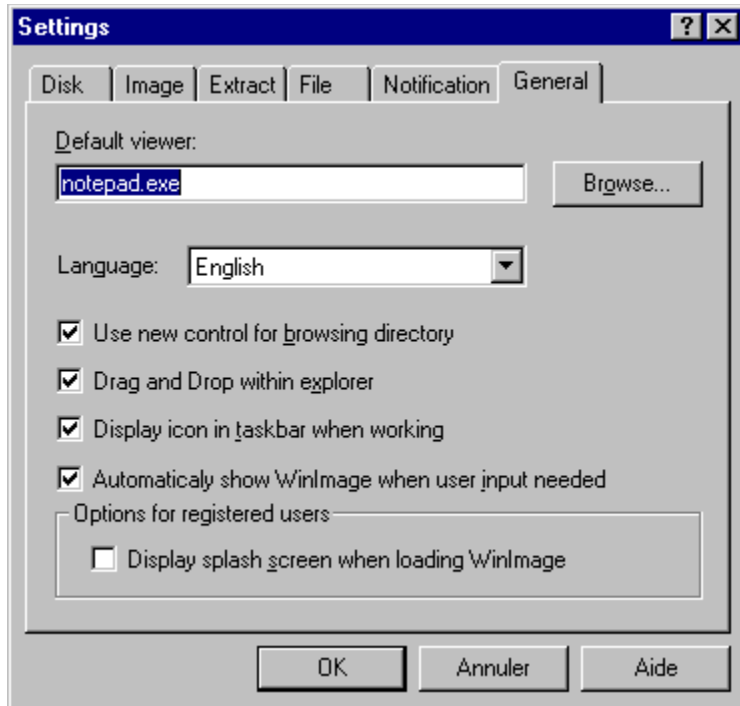 Settings
Disk Image Extract File Notification General
Default viewer:
notepad.exe Browse...
Language: English
Use new control for browsing directory
Drag and Drop within explorer
Display icon in taskbar when working
Automaticaly show WinImage when user input needed
Options for registered users
Display splash screen when loading WinImage
OK Annuler Aide